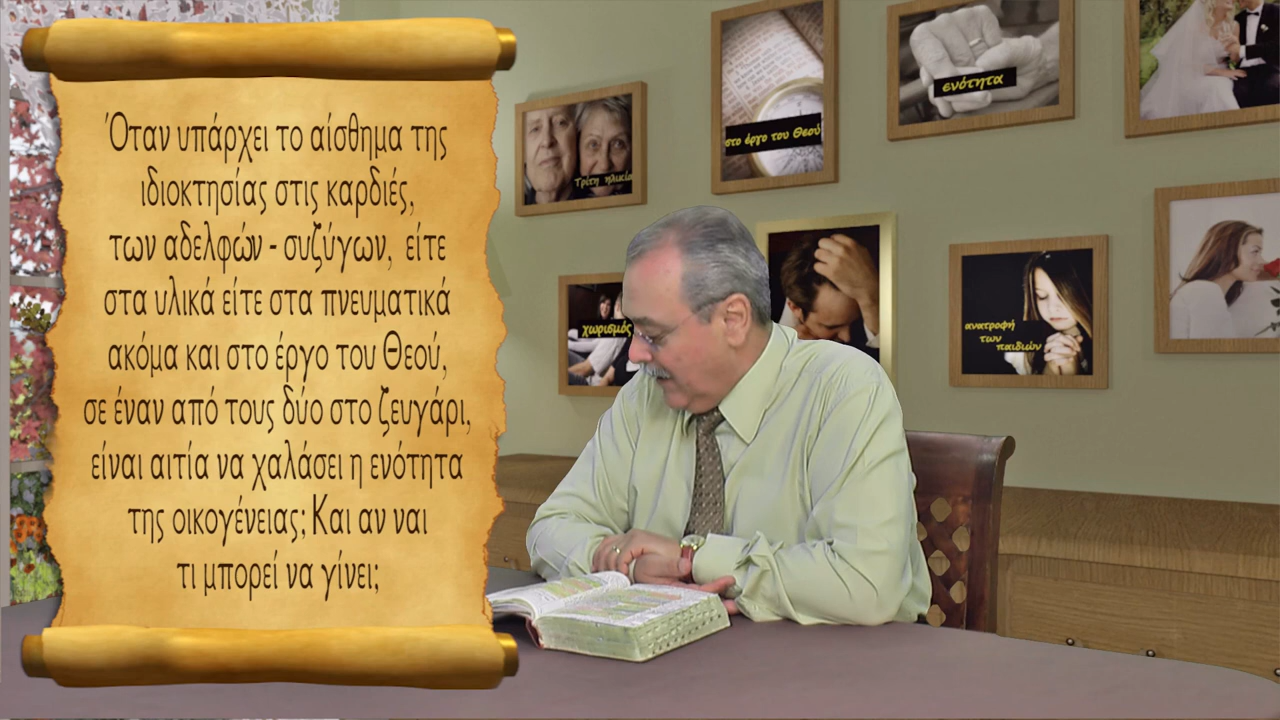 Όταν υπάρχει το αίσθημα της
ιδιοκτησίας στις καρδιές,
των αδελφών - συζύγων, είτε
στα υλικά είτε στα πνευματικά
ακόμα και στο έργο του Θεού,
σε έναν από τους δύο στο ζευγάρι,
είναι αιτία να χαλάσει η ενότητα
της οικογένειας; Και αν ναι
τι μπορεί να γίνει;
Τρίτη ηλικία
στο έργο του Θεού
ενότητα
χωρισμός
ανατροφή
των
παιδιών